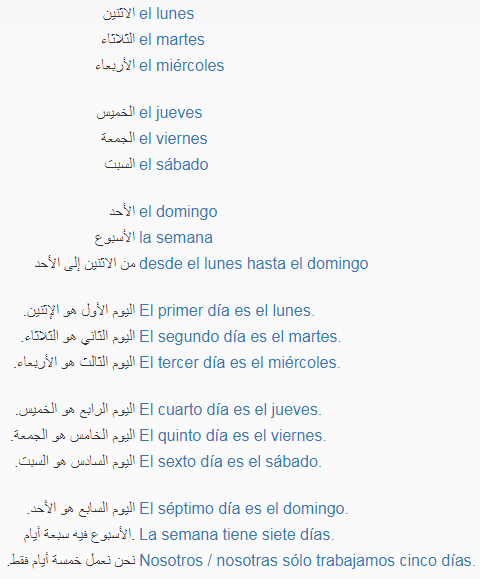 الاثنين el lunes
الثلاثاء el martes
الأربعاء el miércoles
الخميس el jueves
الجمعة el viernes
السبت el sábado
الأحد el domingo
الأسبوع la semana
من الاثنين إلى الأحد desde el lunes hasta el domingo
اليوم الأول هو الإثنين. El primer día es el lunes.
اليوم الثاني هو الثلاثاء. El segundo día es el martes.
اليوم الثالث هو الأربعاء. El tercer día es el miércoles.
اليوم الرابع هو الخميس. El cuarto día es el jueves.
اليوم الخامس هو الجمعة. El quinto día es el viernes.
اليوم السادس هو السبت. El sexto día es el sábado.
اليوم السابع هو الأحد. El séptimo día es el domingo.
.الأسبوع فيه سبعة أيام La semana tiene siete días.
نحن نعمل خمسة أيام فقط. Nosotros / nosotras sólo trabajamos cinco días.